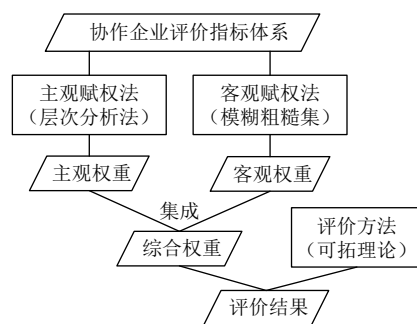 协作企业评价指标体系
主观赋权法
（层次分析法）
客观赋权法
（模糊粗糙集）
主观权重
客观权重
集成
综合权重
评价方法
（可拓理论）
评价结果